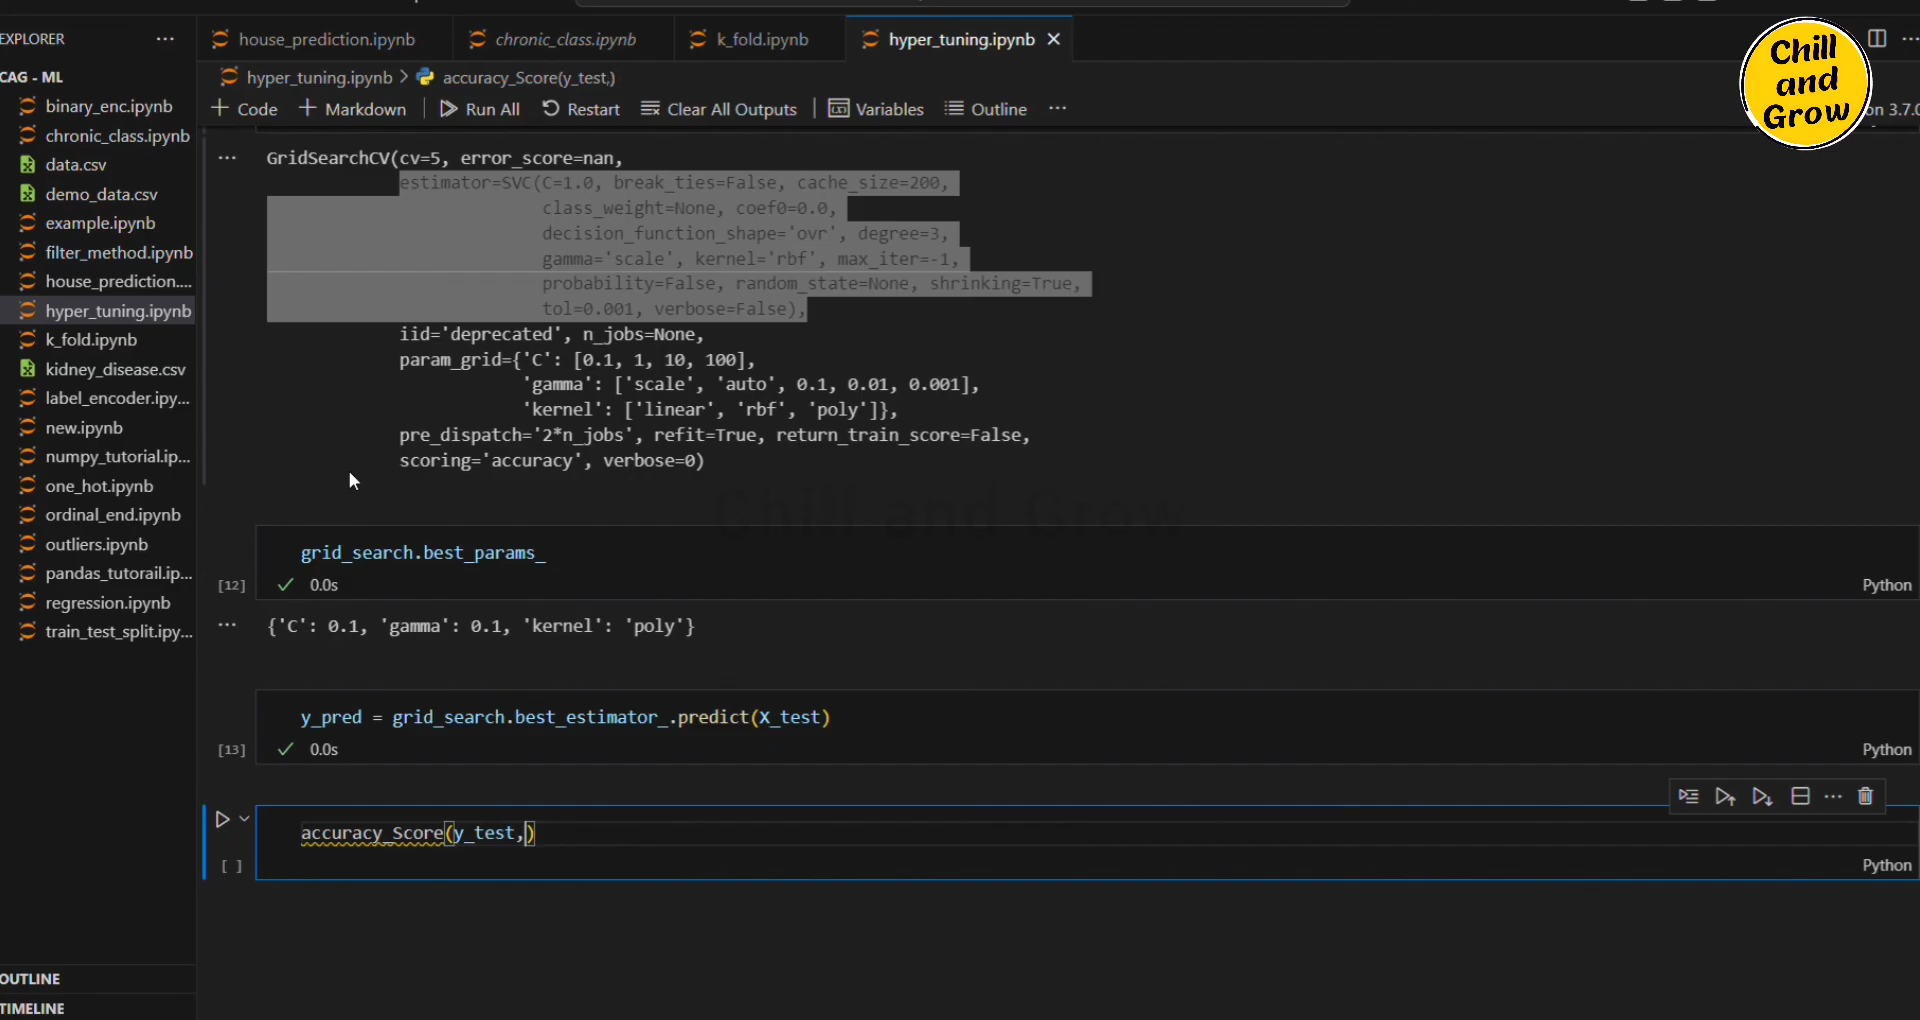 EXPLORER
house_prediction.ipynb
chronic_class.ipynb
k_fold.ipynb
hyper_tuning.ipynb
Chill
and
Grow
CAG - ML
hyper_tuning.ipynb > accuracy_Score(y_test,)
+ Code + Markdown Run All Restart Clear All Outputs Variables Outline ...
on 3.7.0
binary_enc.ipynb
chronic_class.ipynb
data.csv
demo_data.csv
example.ipynb
filter_method.ipynb
house_prediction....
hyper_tuning.ipynb
k_fold.ipynb
kidney_disease.csv
label_encoder.ipy...
new.ipynb
numpy_tutorial.ip...
one_hot.ipynb
ordinal_end.ipynb
outliers.ipynb
pandas_tutorail.ip...
regression.ipynb
train_test_split.ipy...
OUTLINE
TIMELINE
GridSearchCV(cv=5, error_score=nan,
estimator=SVC(C=1.0, break_ties=False, cache_size=200,
class_weight=None, coef0=0.0,
decision_function_shape='ovr', degree=3,
gamma='scale', kernel='rbf', max_iter=-1,
probability=False, random_state=None, shrinking=True,
tol=0.001, verbose=False),
iid='deprecated', n_jobs=None,
param_grid={'C': [0.1, 1, 10, 100],
'gamma': ['scale', 'auto', 0.1, 0.01, 0.001],
'kernel': ['linear', 'rbf', 'poly']},
pre_dispatch='2*n_jobs', refit=True, return_train_score=False,
scoring='accuracy', verbose=0)
Chill and Grow
grid_search.best_params_
[12] 0.0s Python
{'C': 0.1, 'gamma': 0.1, 'kernel': 'poly'}
y_pred = grid_search.best_estimator_.predict(X_test)
[13] 0.0s Python
accuracy_Score(y_test,)
[ ] Python